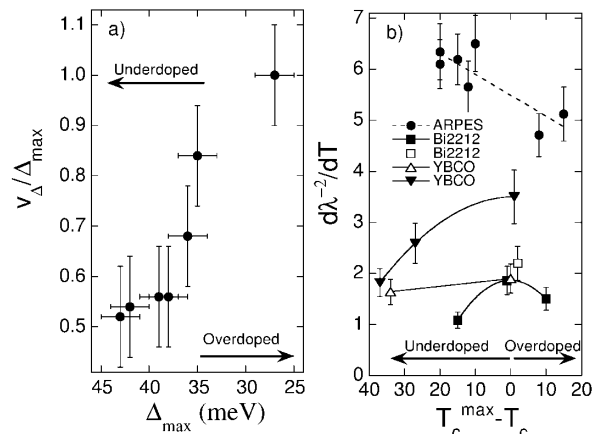 a)
Underdoped
Overdoped
v_Δ/Δ_max
1.0
0.9
0.8
0.7
0.6
0.5
45 40 35 30 25
Δ_max (meV)
b)
ARPES
Bi2212
Bi2212
YBCO
YBCO
Underdoped Overdoped
dλ⁻²/dT
7
6
5
4
3
2
1
0
40 30 20 10 0 10 20
T_c^max-T_c